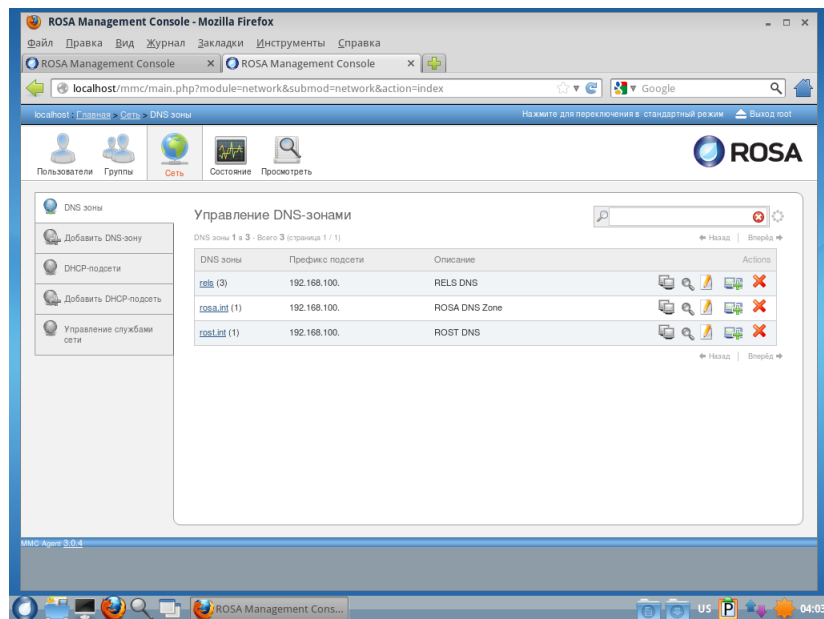 ROSA Management Console - Mozilla Firefox
Файл Правка Вид Журнал Закладки Инструменты Справка
ROSA Management Console ROSA Management Console
localhost/mmc/main.php?module=network&submod=network&action=index Google
localhost : Главная > Сеть > DNS зоны Нажмите для переключения в стандартный режим Выход root
Пользователи Группы Сеть Состояние Просмотреть
ROSA
DNS зоны
Добавить DNS-зону
DHCP-подсети
Добавить DHCP-подсеть
Управление службами
сети
Управление DNS-зонами
DNS зоны 1 в 3 - Всего 3 (страница 1 / 1) Назад | Вперёд
DNS зоны Префикс подсети Описание Actions
rels (3) 192.168.100. RELS DNS
rosa.int (1) 192.168.100. ROSA DNS Zone
rost.int (1) 192.168.100. ROST DNS
Назад | Вперёд
MMC Agent 3.0.4
ROSA Management Cons... US P 04:03